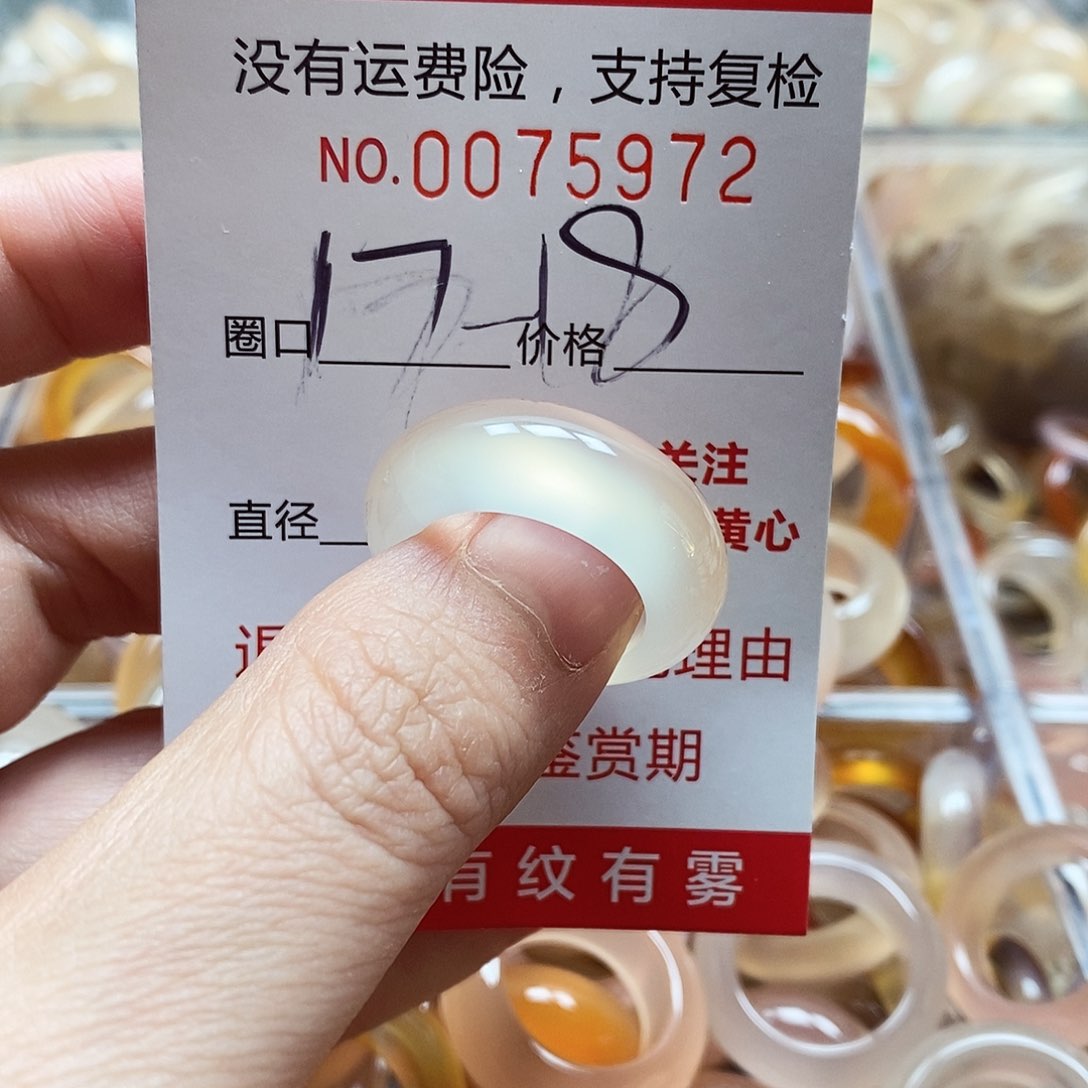 没有运费险，支持复检
NO.0075972
17-18
圈口 价格
关注
直径 黄心
退 理由
鉴赏期
有纹有雾